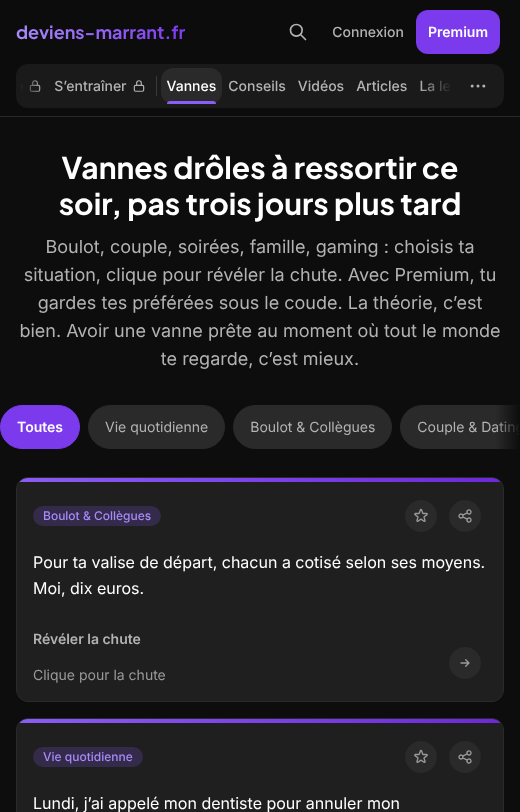 deviens-marrant.fr
Connexion
Premium
S’entraîner
Vannes
Conseils
Vidéos
Articles
La le
Vannes drôles à ressortir ce
soir, pas trois jours plus tard
Boulot, couple, soirées, famille, gaming : choisis ta
situation, clique pour révéler la chute. Avec Premium, tu
gardes tes préférées sous le coude. La théorie, c’est
bien. Avoir une vanne prête au moment où tout le monde
te regarde, c’est mieux.
Toutes
Vie quotidienne
Boulot & Collègues
Couple & Dating
Boulot & Collègues
Pour ta valise de départ, chacun a cotisé selon ses moyens.
Moi, dix euros.
Révéler la chute
Clique pour la chute
Vie quotidienne
Lundi, j’ai appelé mon dentiste pour annuler mon